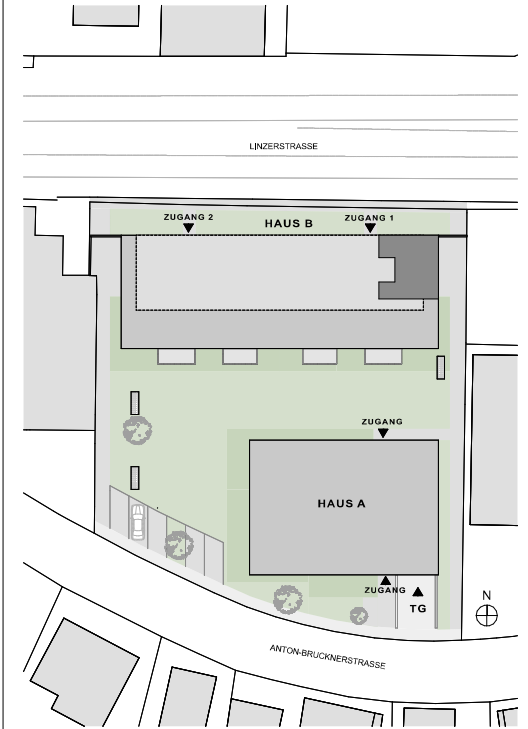 LINZERSTRASSE
ZUGANG 2
HAUS B
ZUGANG 1
ZUGANG
HAUS A
ZUGANG
TG
N
ANTON-BRUCKNERSTRASSE